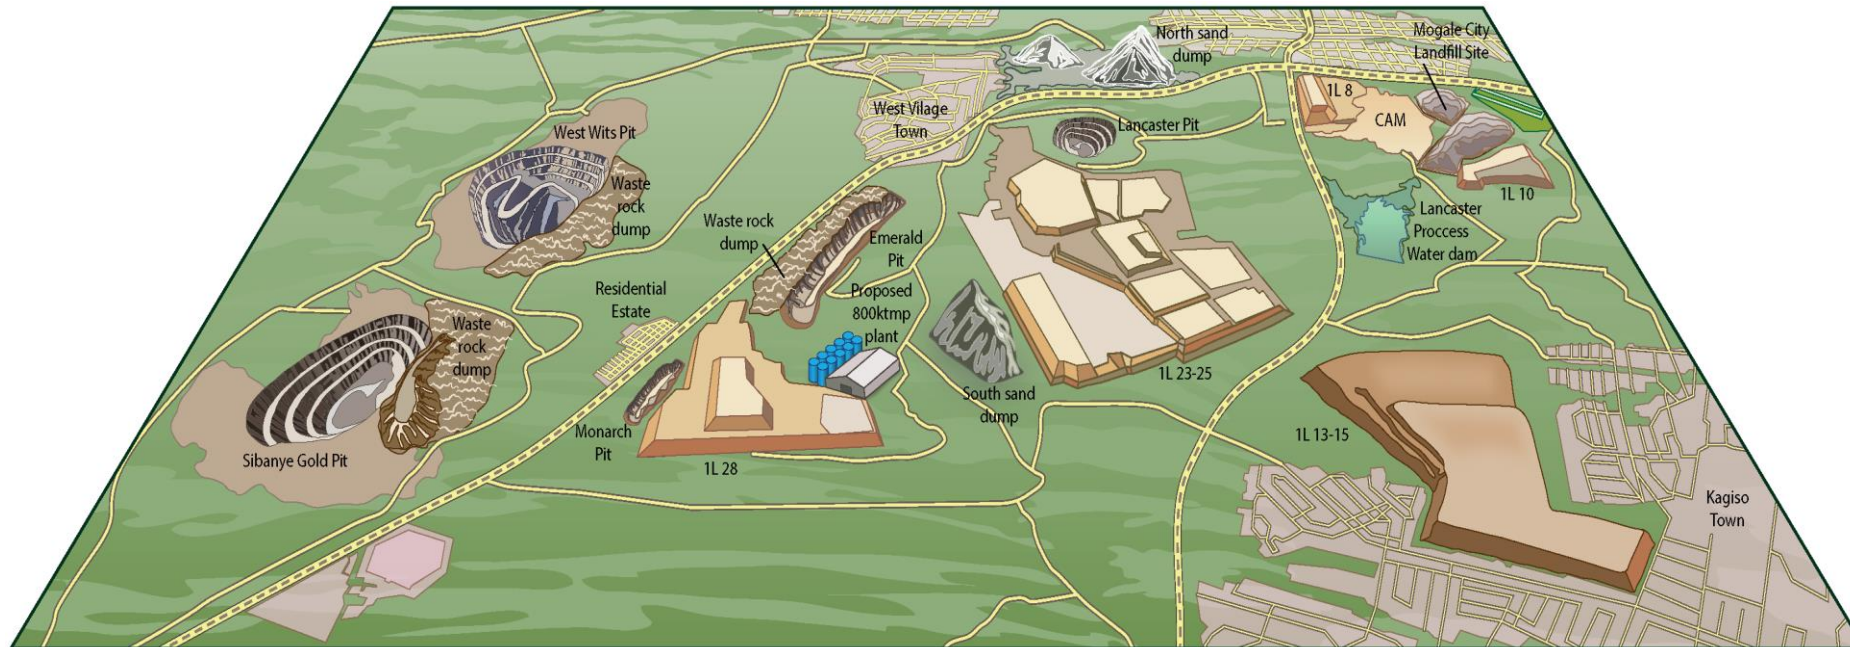 North sand
dump
Mogale City
Landfill Site
1L 8
CAM
West Vilage
Town
Lancaster Pit
West Wits Pit
Waste
rock
dump
1L 10
Lancaster
Proccess
Water dam
Waste rock
dump
Emerald
Pit
Residential
Estate
Proposed
800ktmp
plant
Waste
rock
dump
South sand
dump
1L 23-25
Monarch
Pit
1L 28
Sibanye Gold Pit
1L 13-15
Kagiso
Town